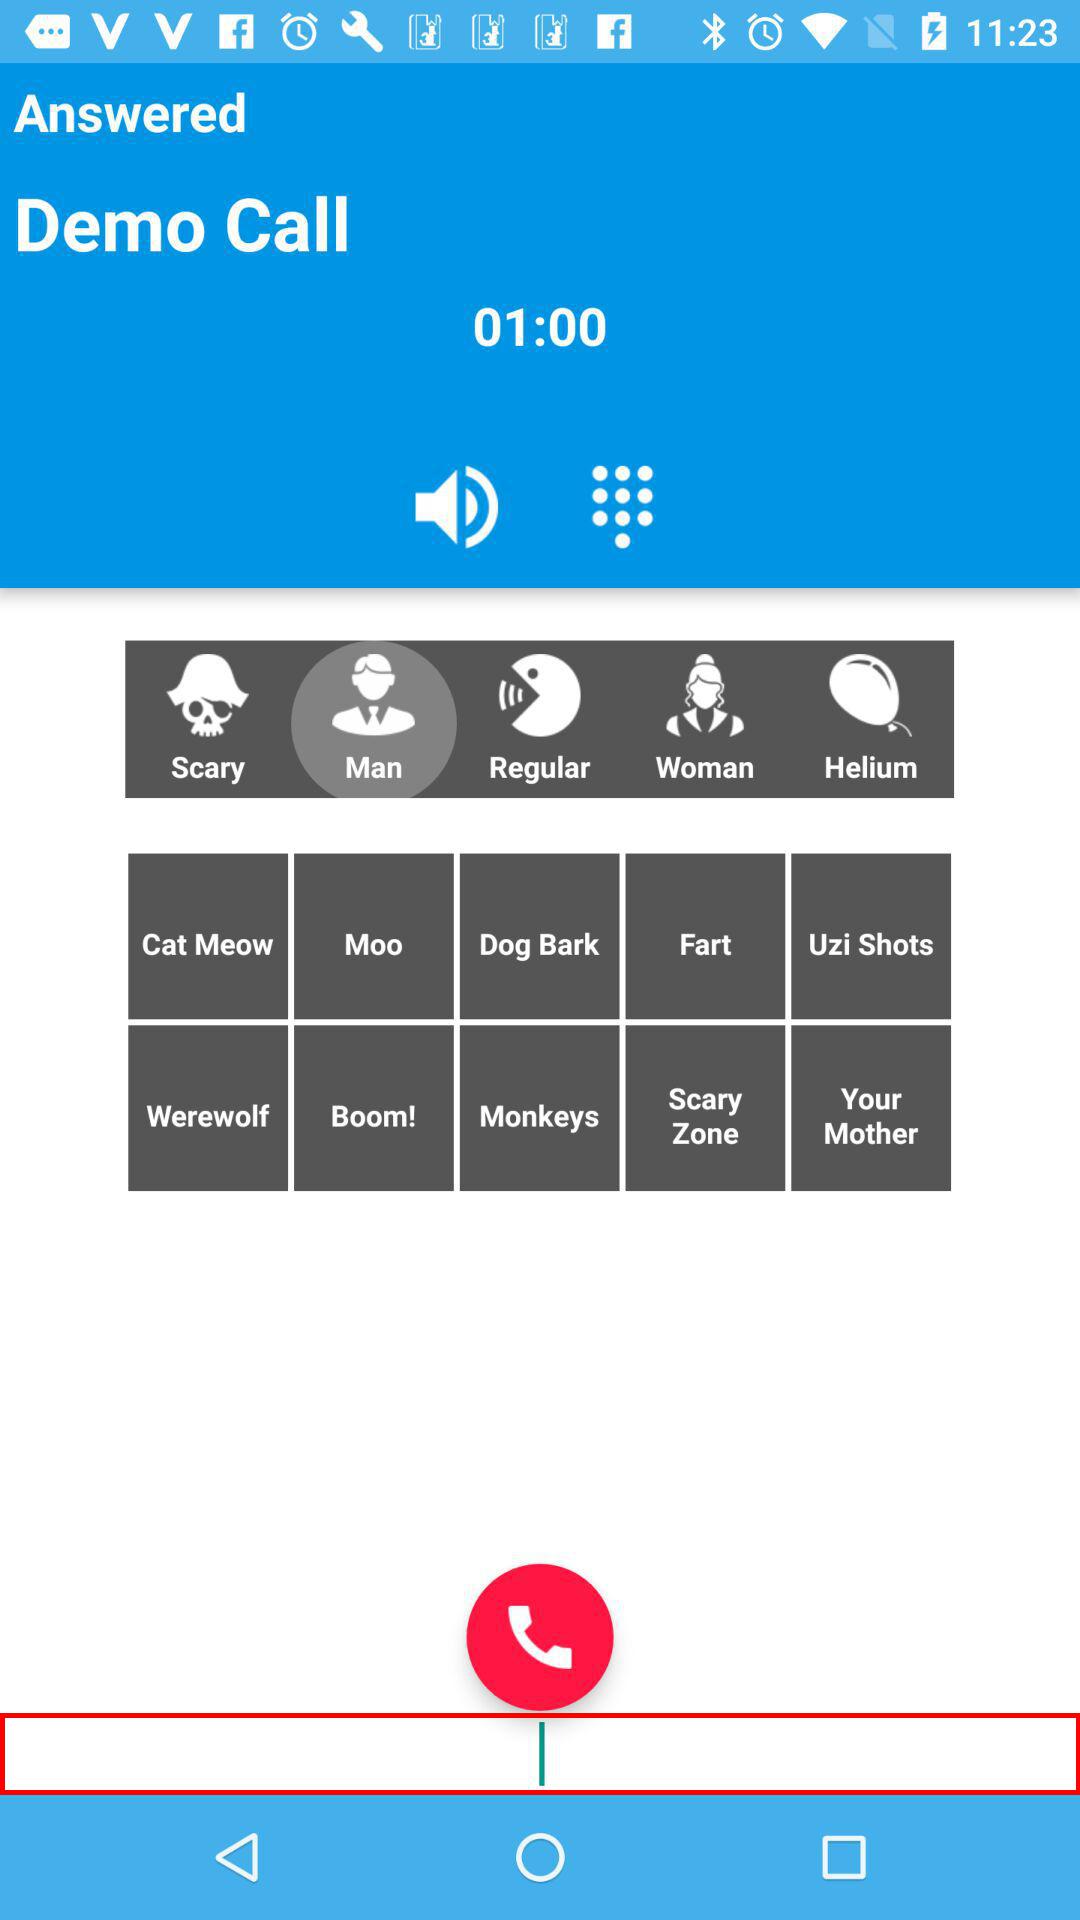 11:23
Answered
Demo Call
01:00
Scary Man Regular Woman Helium
Cat Meow Moo Dog Bark Fart Uzi Shots
Werewolf Boom! Monkeys Scary Zone Your Mother